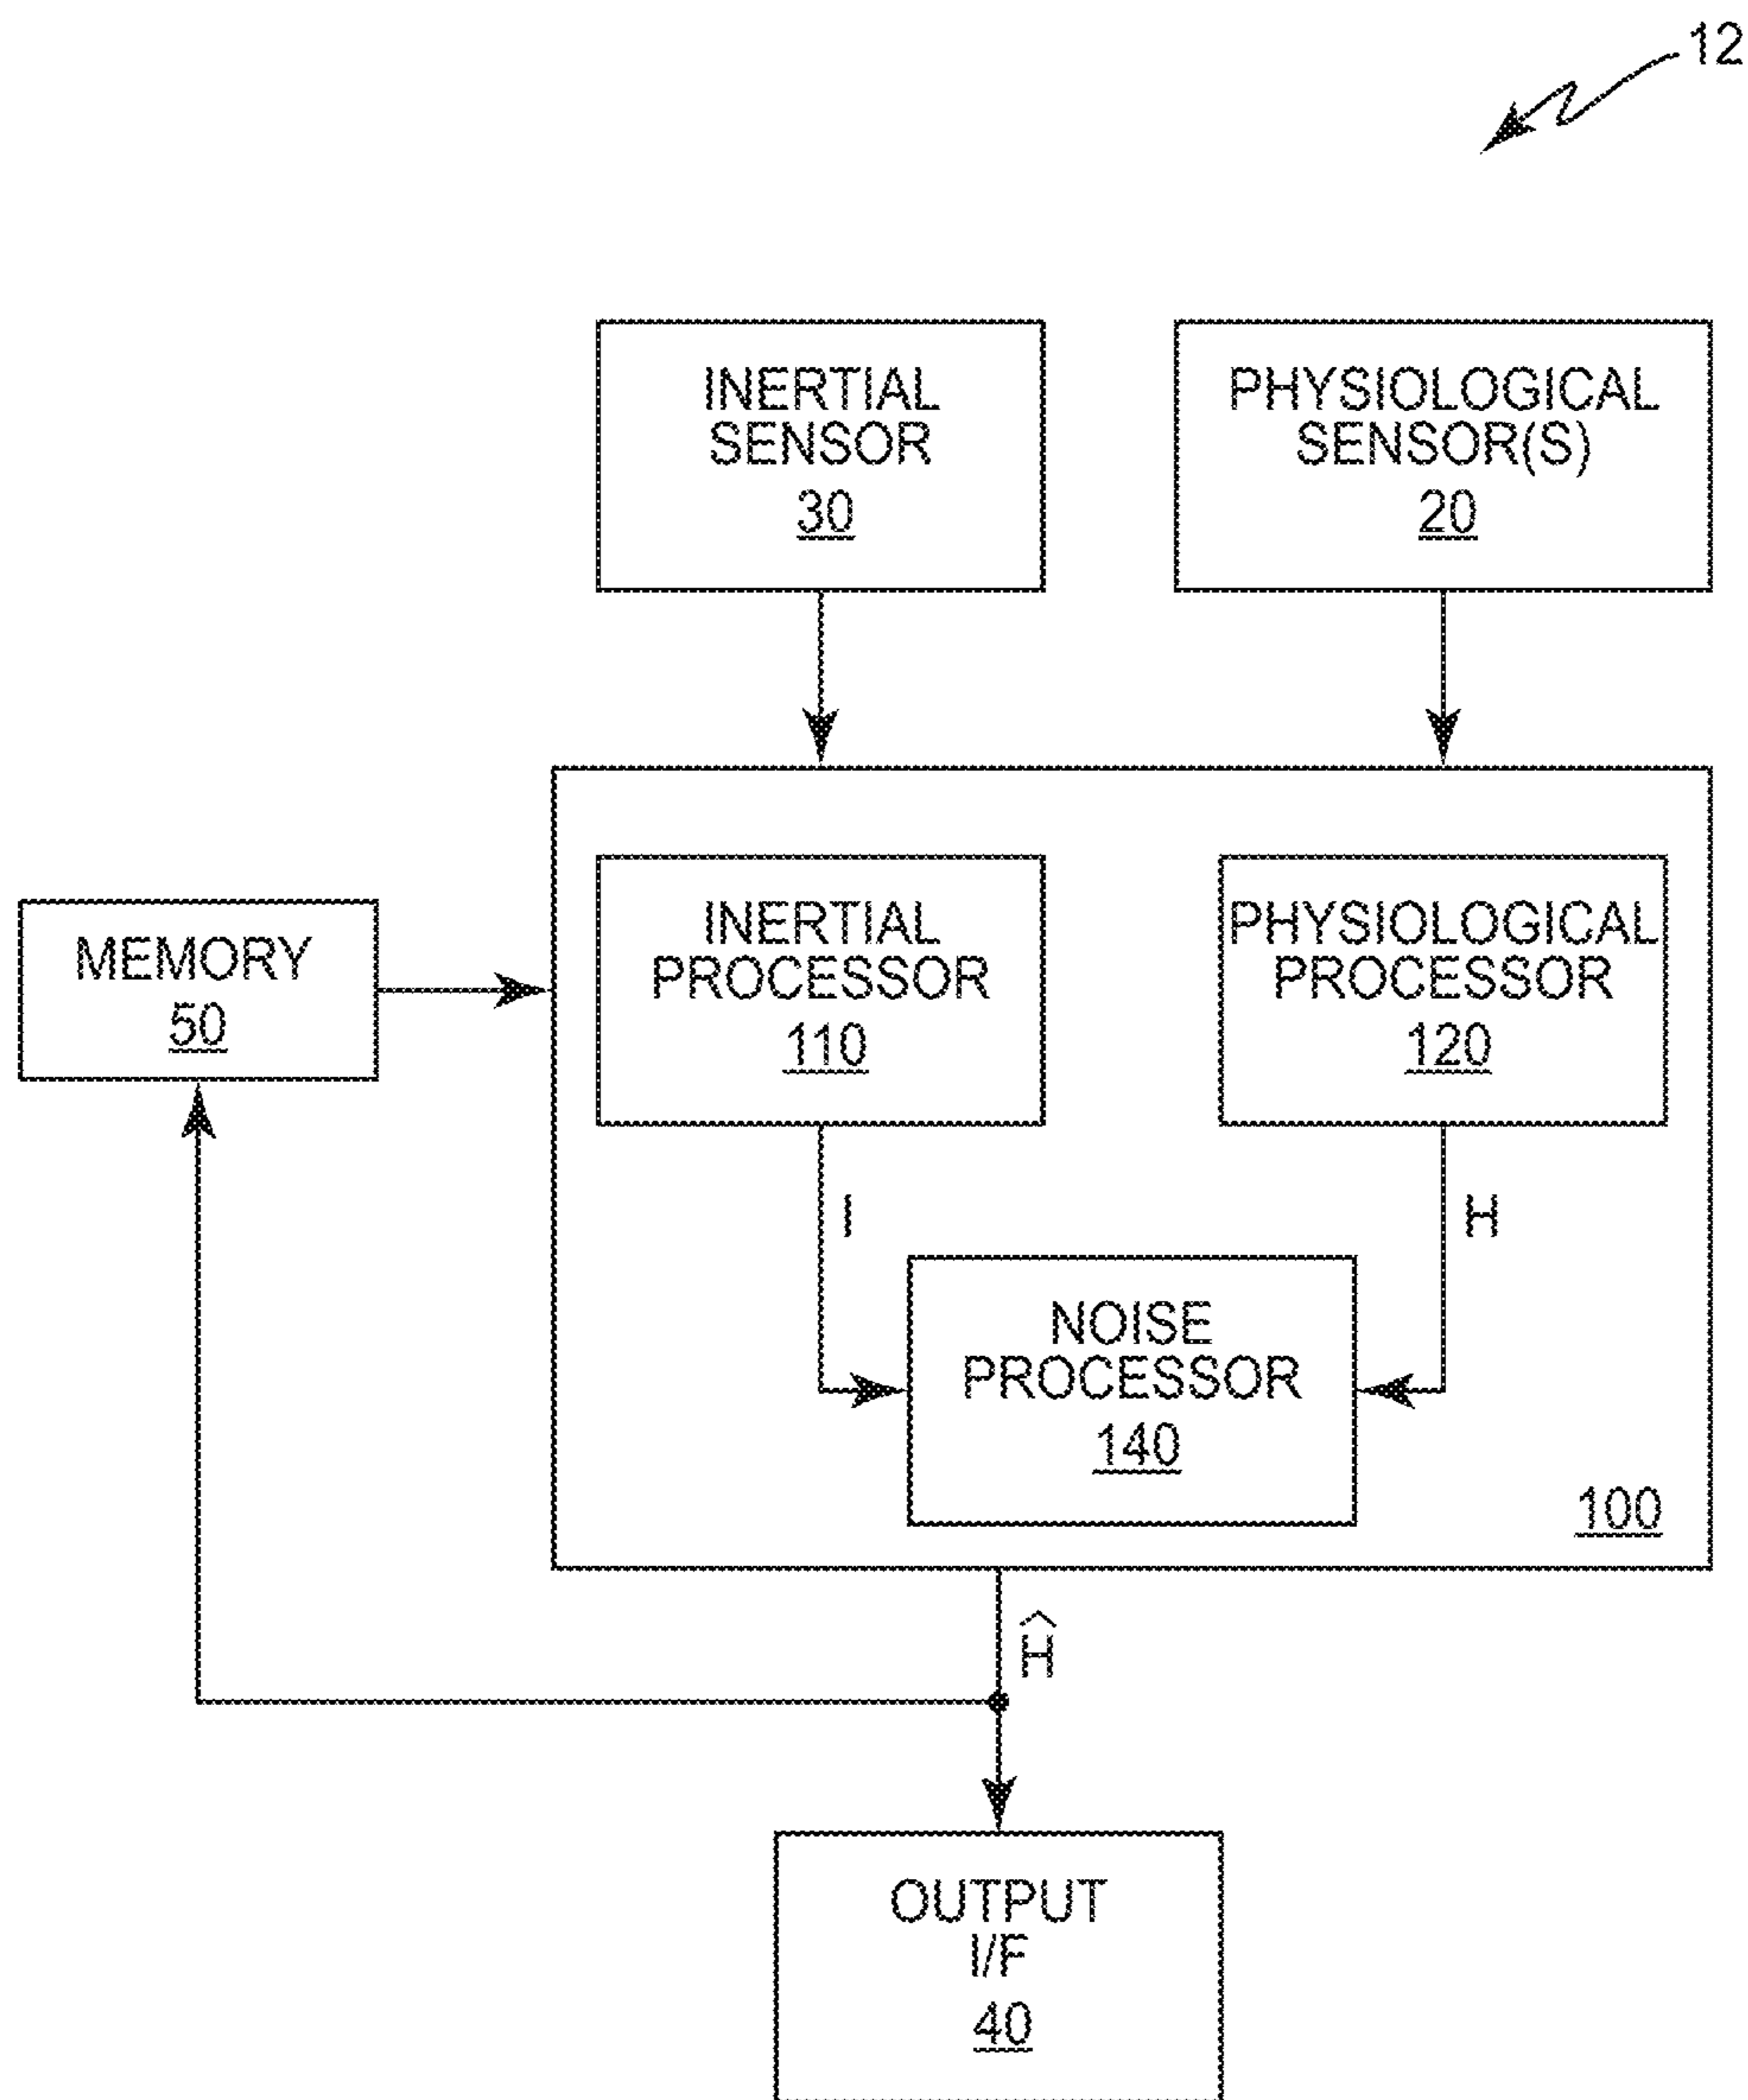 12
INERTIAL
SENSOR
30
PHYSIOLOGICAL
SENSOR(S)
20
MEMORY
50
INERTIAL
PROCESSOR
110
PHYSIOLOGICAL
PROCESSOR
120
I
H
NOISE
PROCESSOR
140
100
Ĥ
OUTPUT
I/F
40